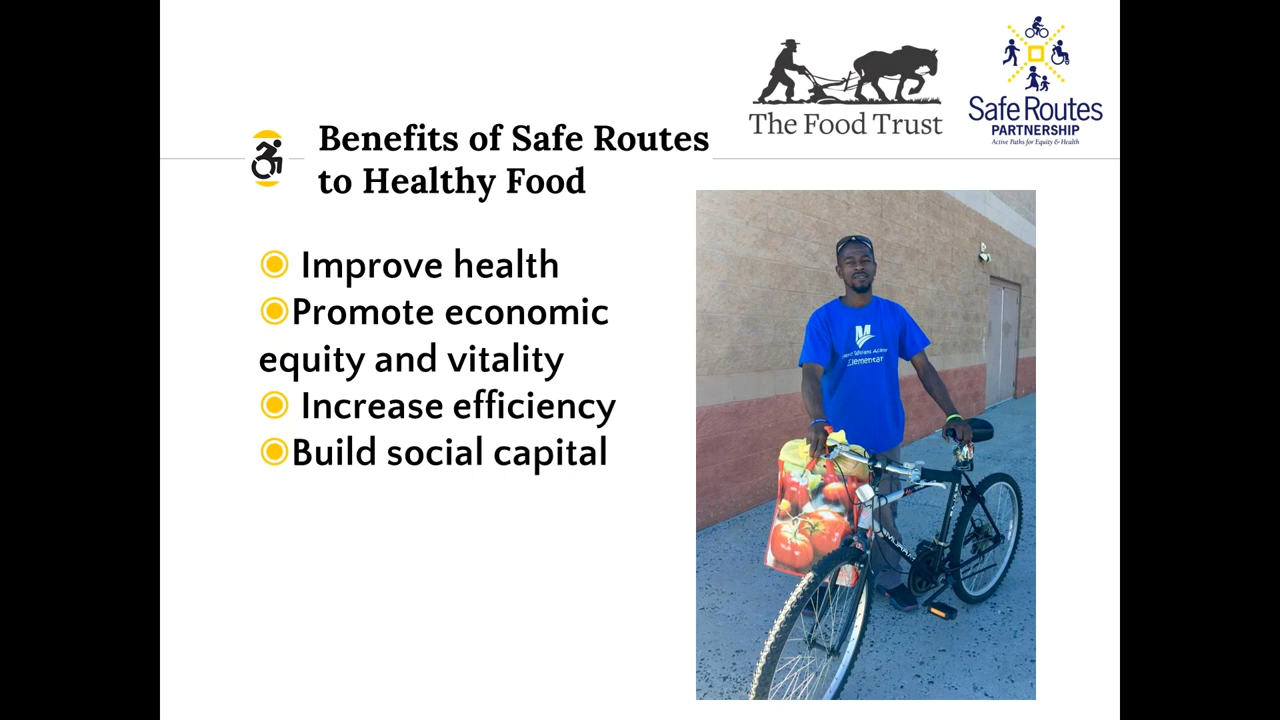 The Food Trust
Safe Routes
PARTNERSHIP
Active Paths for Equity & Health
Benefits of Safe Routes
to Healthy Food
Improve health
Promote economic
equity and vitality
Increase efficiency
Build social capital
M
Elementar